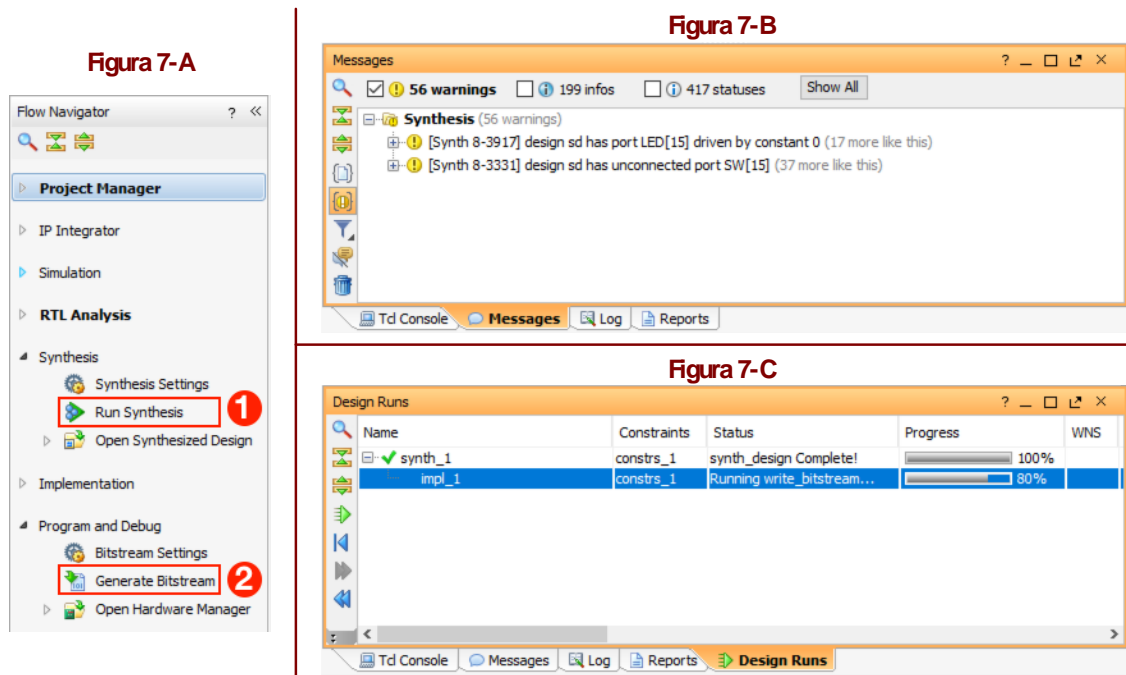 Figura 7-A
Flow Navigator ? «
Project Manager
IP Integrator
Simulation
RTL Analysis
Synthesis
Synthesis Settings
Run Synthesis 1
Open Synthesized Design
Implementation
Program and Debug
Bitstream Settings
Generate Bitstream 2
Open Hardware Manager
Figura 7-B
Messages ?
56 warnings 199 infos 417 statuses Show All
Synthesis (56 warnings)
[Synth 8-3917] design sd has port LED[15] driven by constant 0 (17 more like this)
[Synth 8-3331] design sd has unconnected port SW[15] (37 more like this)
Tcl Console Messages Log Reports
Figura 7-C
Design Runs ?
Name Constraints Status Progress WNS
synth_1 constrs_1 synth_design Complete! 100%
impl_1 constrs_1 Running write_bitstream... 80%
Tcl Console Messages Log Reports Design Runs